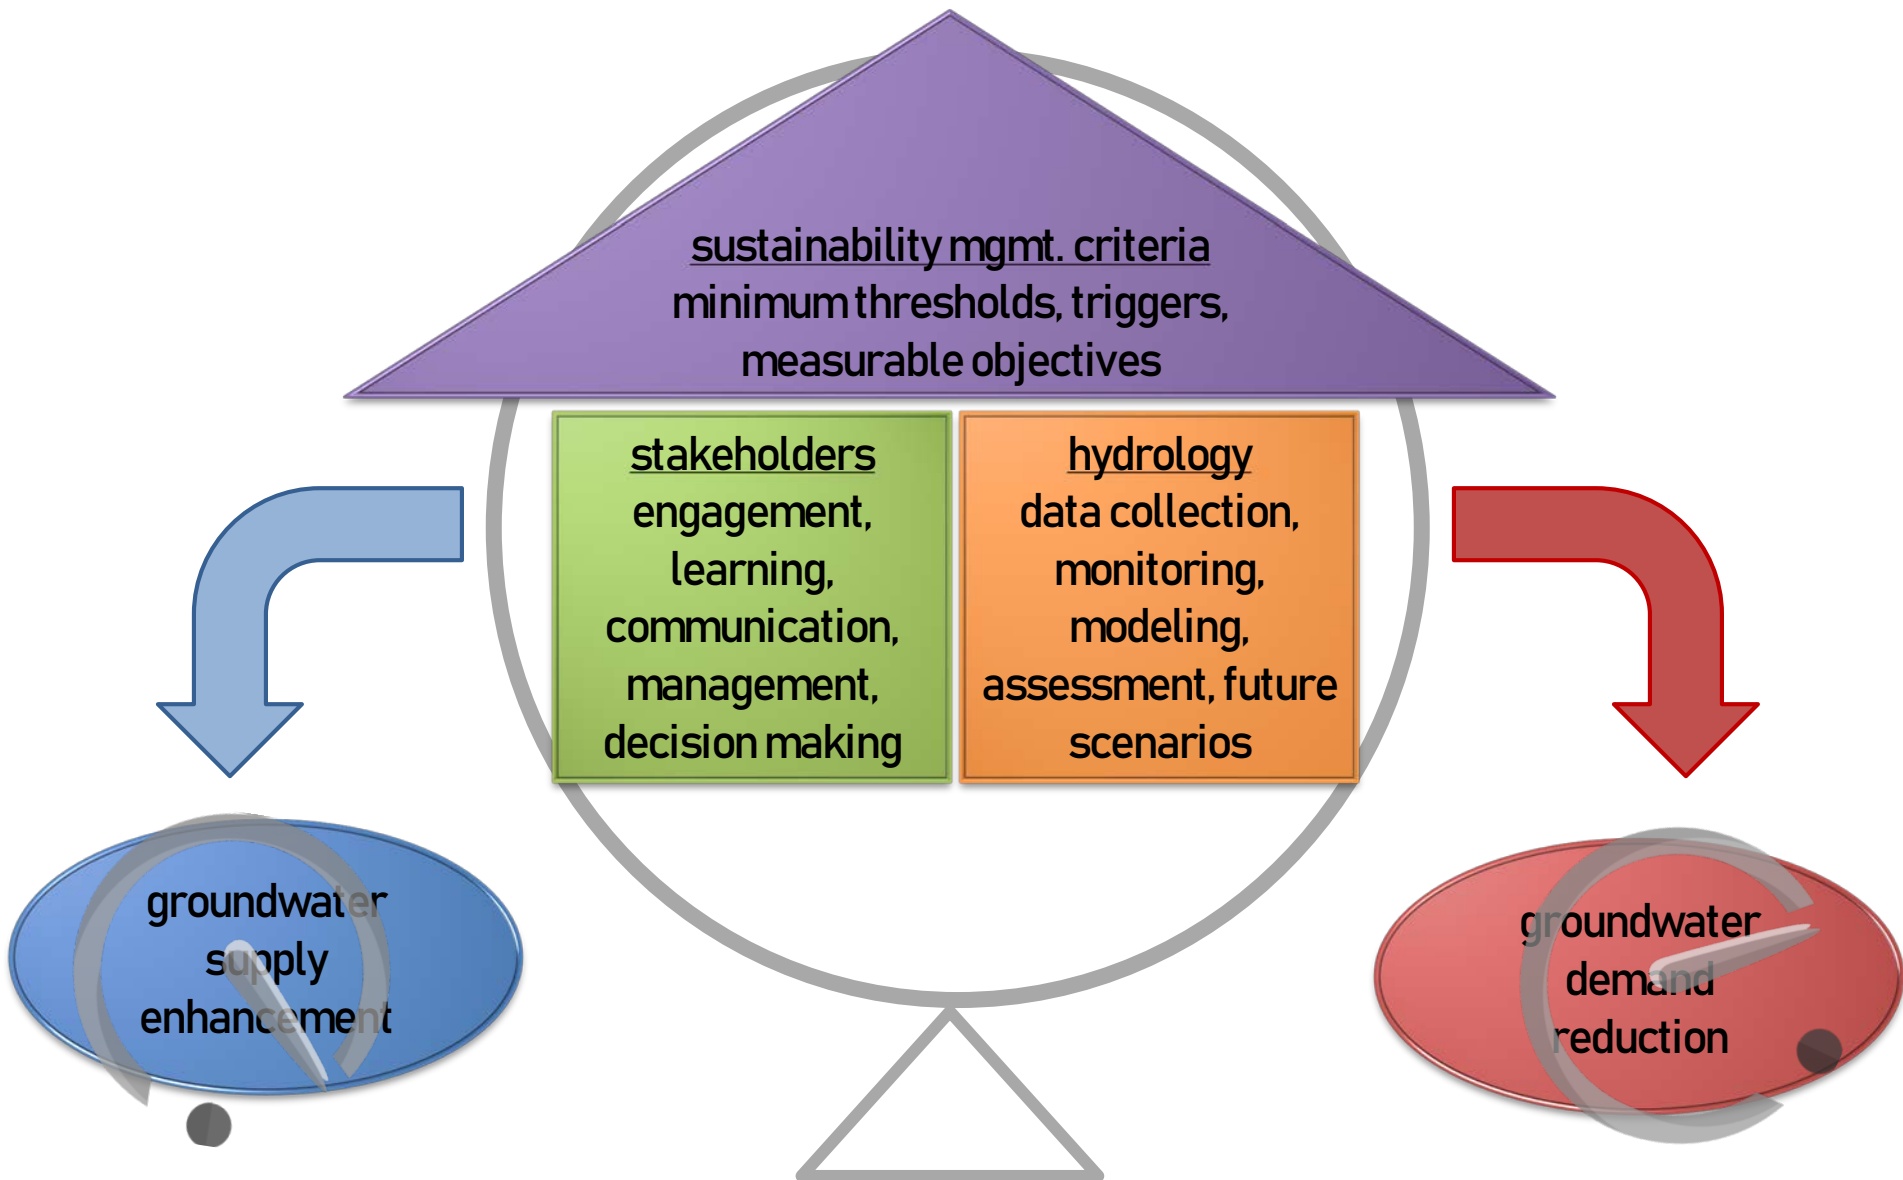 sustainability mgmt. criteria
minimum thresholds, triggers,
measurable objectives
stakeholders
engagement,
learning,
communication,
management,
decision making
hydrology
data collection,
monitoring,
modeling,
assessment, future
scenarios
groundwater
supply
enhancement
groundwater
demand
reduction